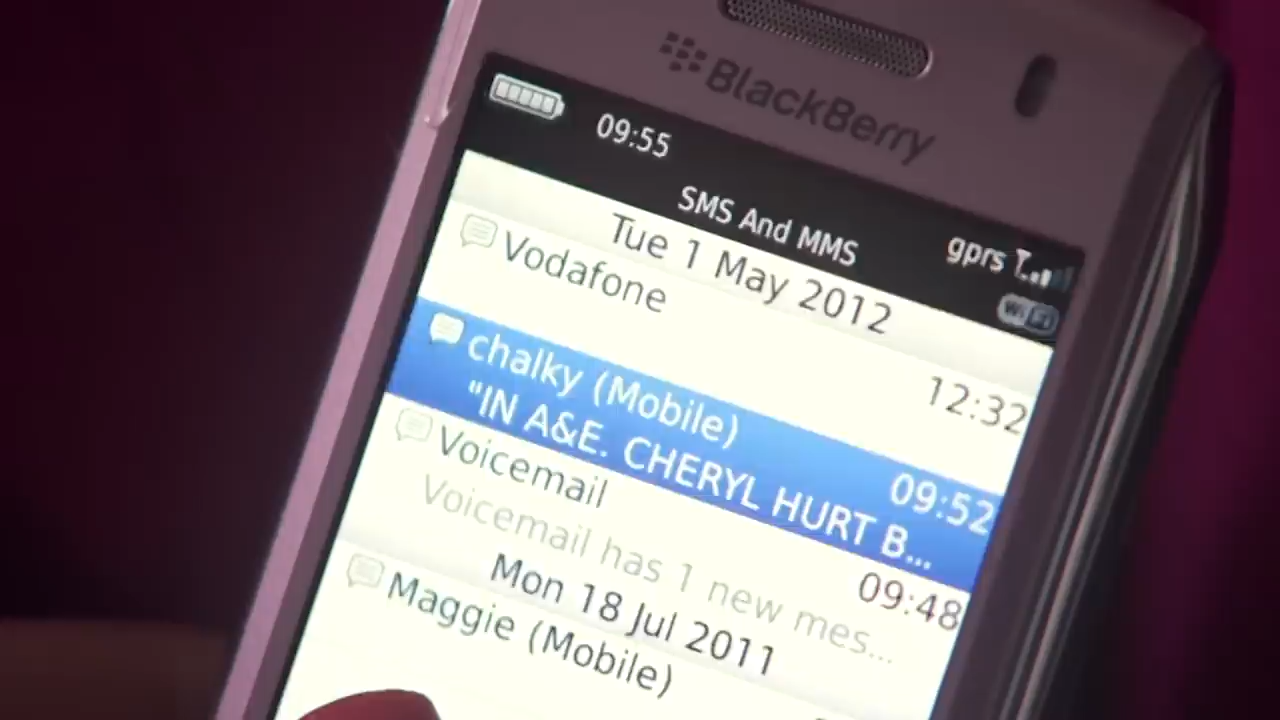 BlackBerry
09:55
SMS And MMS
gprs
WiFi
Tue 1 May 2012
Vodafone
12:32
chalky (Mobile)
09:52
"IN A&E. CHERYL HURT B...
Voicemail
09:48
Voicemail has 1 new mes...
Mon 18 Jul 2011
Maggie (Mobile)